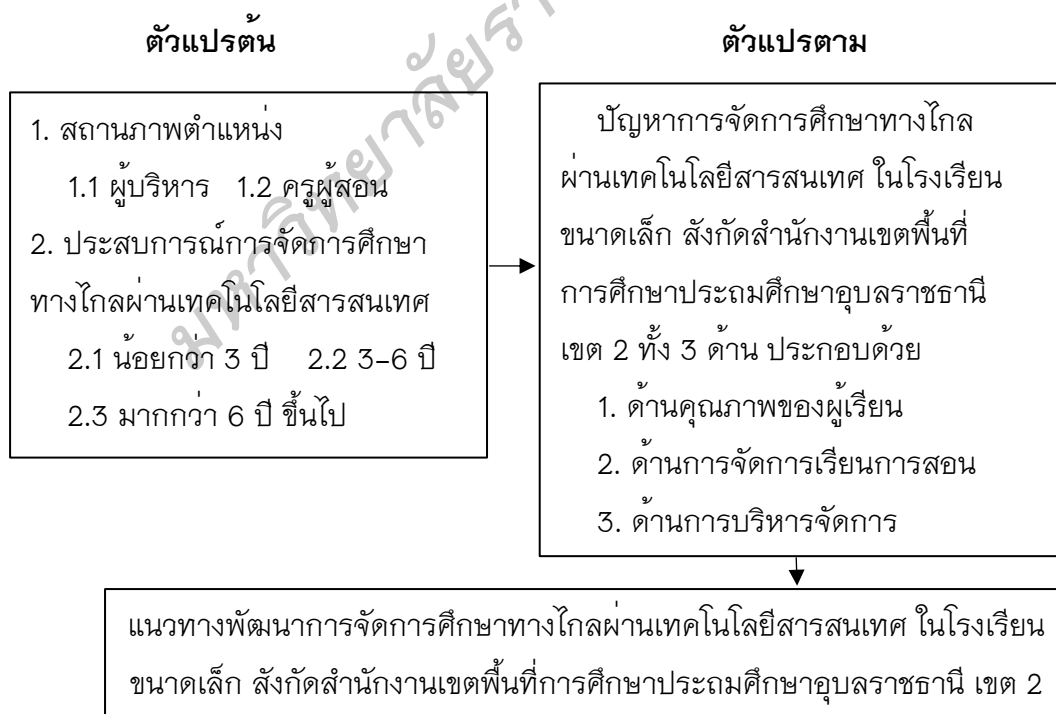 ตัวแปรต้น
1. สถานภาพตำแหน่ง
1.1 ผู้บริหาร 1.2 ครูผู้สอน
2. ประสบการณ์การจัดการศึกษา
ทางไกลผ่านเทคโนโลยีสารสนเทศ
2.1 น้อยกว่า 3 ปี 2.2 3–6 ปี
2.3 มากกว่า 6 ปี ขึ้นไป
ตัวแปรตาม
ปัญหาการจัดการศึกษาทางไกล
ผ่านเทคโนโลยีสารสนเทศ ในโรงเรียน
ขนาดเล็ก สังกัดสำนักงานเขตพื้นที่
การศึกษาประถมศึกษาอุบลราชธานี
เขต 2 ทั้ง 3 ด้าน ประกอบด้วย
1. ด้านคุณภาพของผู้เรียน
2. ด้านการจัดการเรียนการสอน
3. ด้านการบริหารจัดการ
แนวทางพัฒนาการจัดการศึกษาทางไกลผ่านเทคโนโลยีสารสนเทศ ในโรงเรียน
ขนาดเล็ก สังกัดสำนักงานเขตพื้นที่การศึกษาประถมศึกษาอุบลราชธานี เขต 2
มหาวิทยาลัยรา